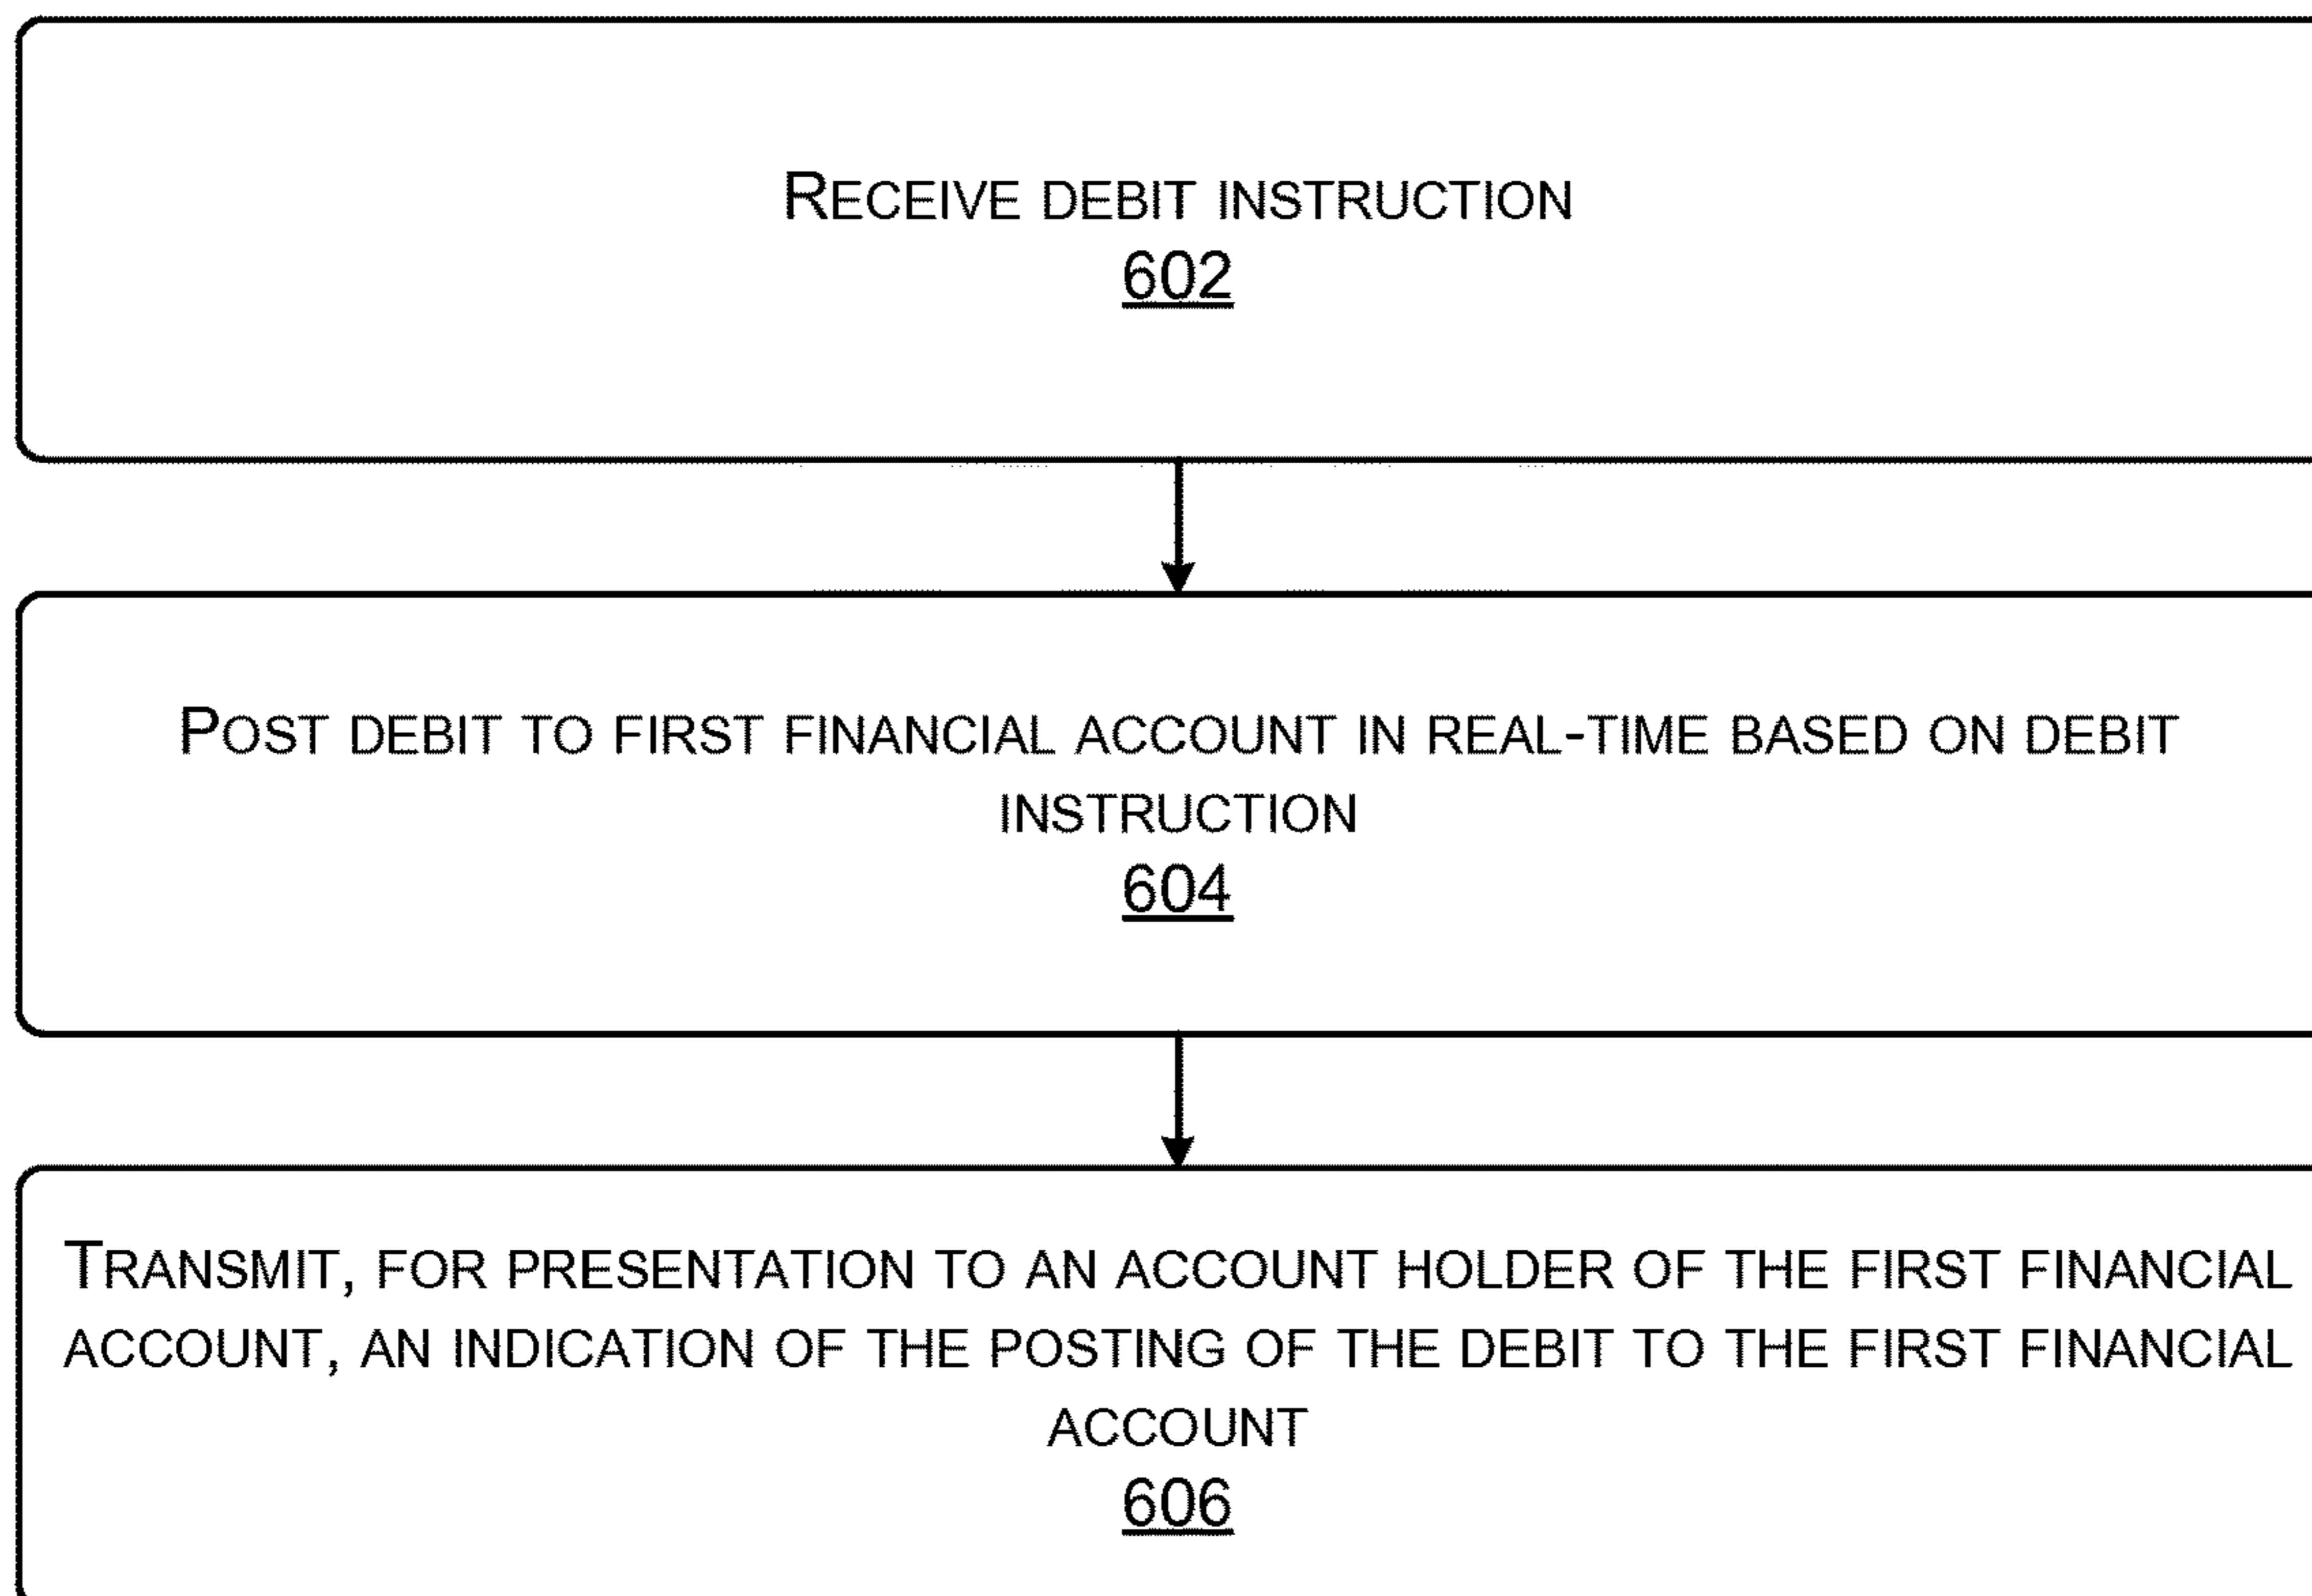 RECEIVE DEBIT INSTRUCTION
602
POST DEBIT TO FIRST FINANCIAL ACCOUNT IN REAL-TIME BASED ON DEBIT
INSTRUCTION
604
TRANSMIT, FOR PRESENTATION TO AN ACCOUNT HOLDER OF THE FIRST FINANCIAL
ACCOUNT, AN INDICATION OF THE POSTING OF THE DEBIT TO THE FIRST FINANCIAL
ACCOUNT
606